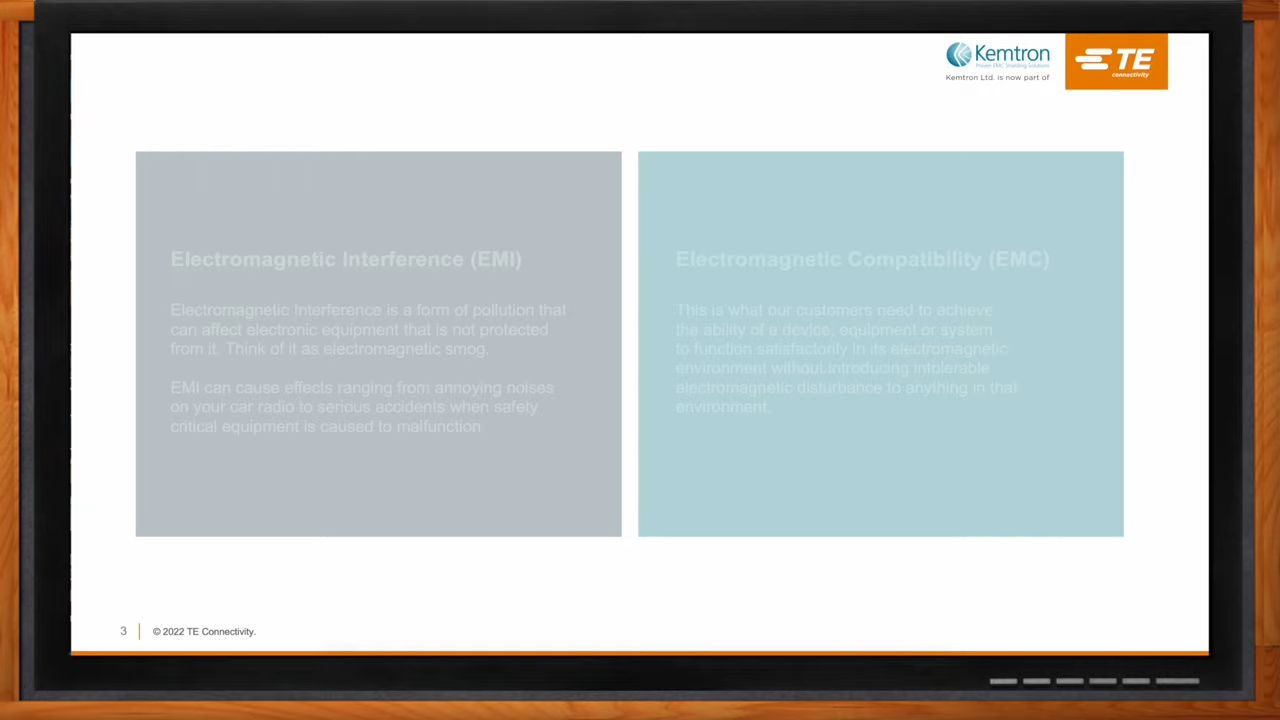 Kemtron
Proven EMC Shielding Solutions
Kemtron Ltd. is now part of
TE
connectivity
Electromagnetic Interference (EMI)
Electromagnetic Interference is a form of pollution that
can affect electronic equipment that is not protected
from it. Think of it as electromagnetic smog.
EMI can cause effects ranging from annoying noises
on your car radio to serious accidents when safety
critical equipment is caused to malfunction
Electromagnetic Compatibility (EMC)
This is what our customers need to achieve
the ability of a device, equipment or system
to function satisfactorily in its electromagnetic
environment without introducing intolerable
electromagnetic disturbance to anything in that
environment.
3
© 2022 TE Connectivity.